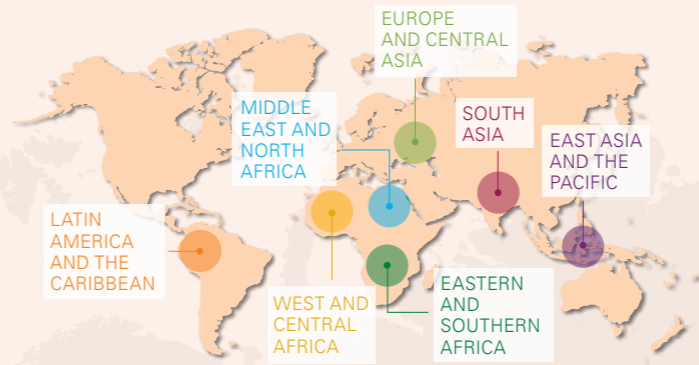 EUROPE
AND CENTRAL
ASIA
MIDDLE
EAST AND
NORTH
AFRICA
SOUTH
ASIA
EAST ASIA
AND THE
PACIFIC
LATIN
AMERICA
AND THE
CARIBBEAN
WEST AND
CENTRAL
AFRICA
EASTERN
AND
SOUTHERN
AFRICA